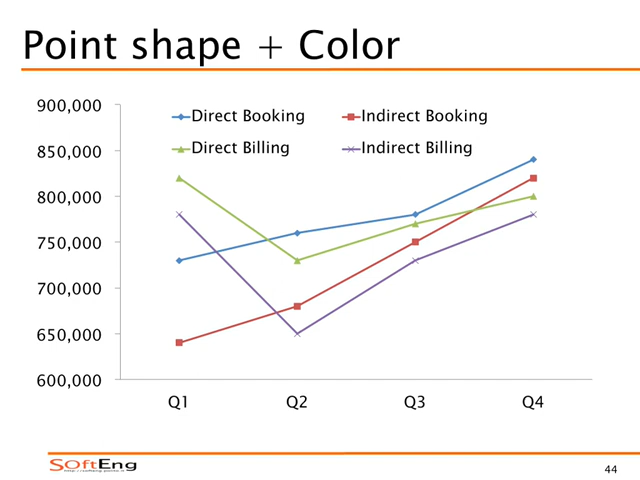 Point shape + Color
900,000
850,000
800,000
750,000
700,000
650,000
600,000
Direct Booking
Indirect Booking
Direct Billing
Indirect Billing
Q1 Q2 Q3 Q4
SOftEng
44